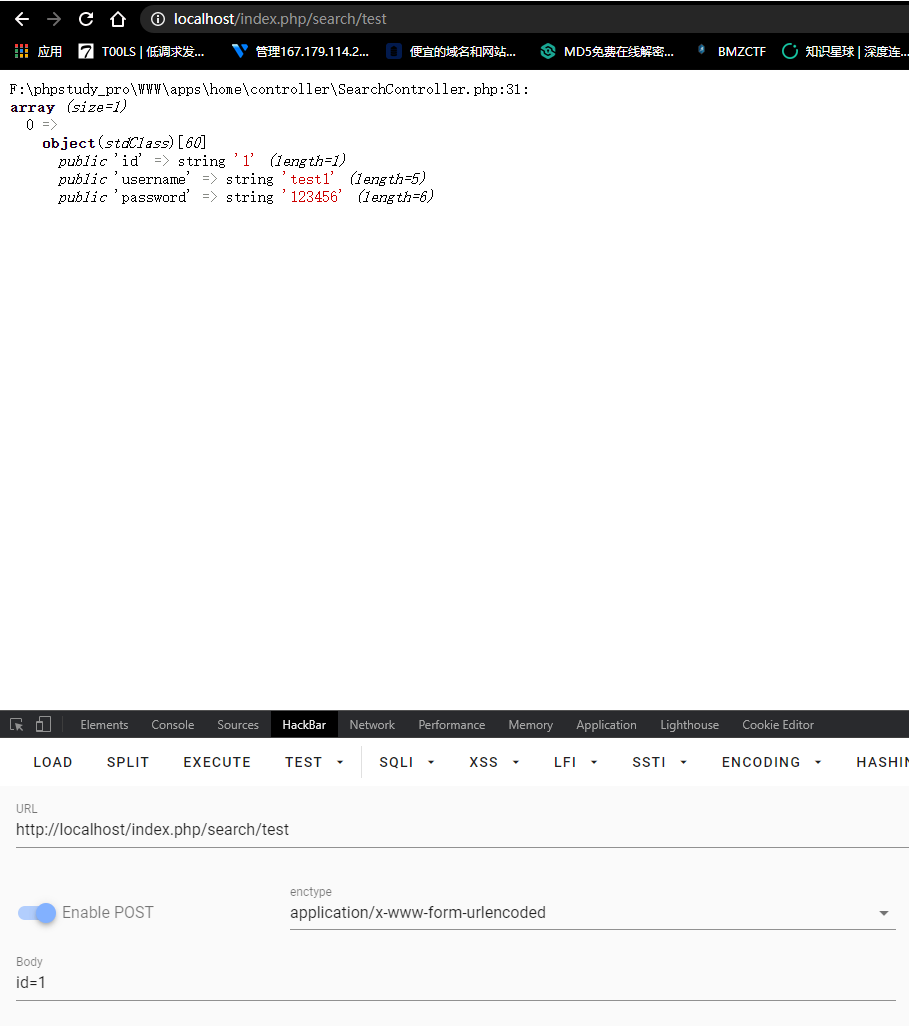 localhost/index.php/search/test
应用 T00LS | 低调求发... 管理167.179.114.2... 便宜的域名和网站... MD5免费在线解密... BMZCTF 知识星球 | 深度连...
F:\phpstudy_pro\WWW\apps\home\controller\SearchController.php:31:
array (size=1)
0 =>
object(stdClass)[60]
public 'id' => string '1' (length=1)
public 'username' => string 'test1' (length=5)
public 'password' => string '123456' (length=6)
Elements Console Sources HackBar Network Performance Memory Application Lighthouse Cookie Editor
LOAD SPLIT EXECUTE TEST SQLI XSS LFI SSTI ENCODING HASHIN
URL
http://localhost/index.php/search/test
enctype
Enable POST application/x-www-form-urlencoded
Body
id=1